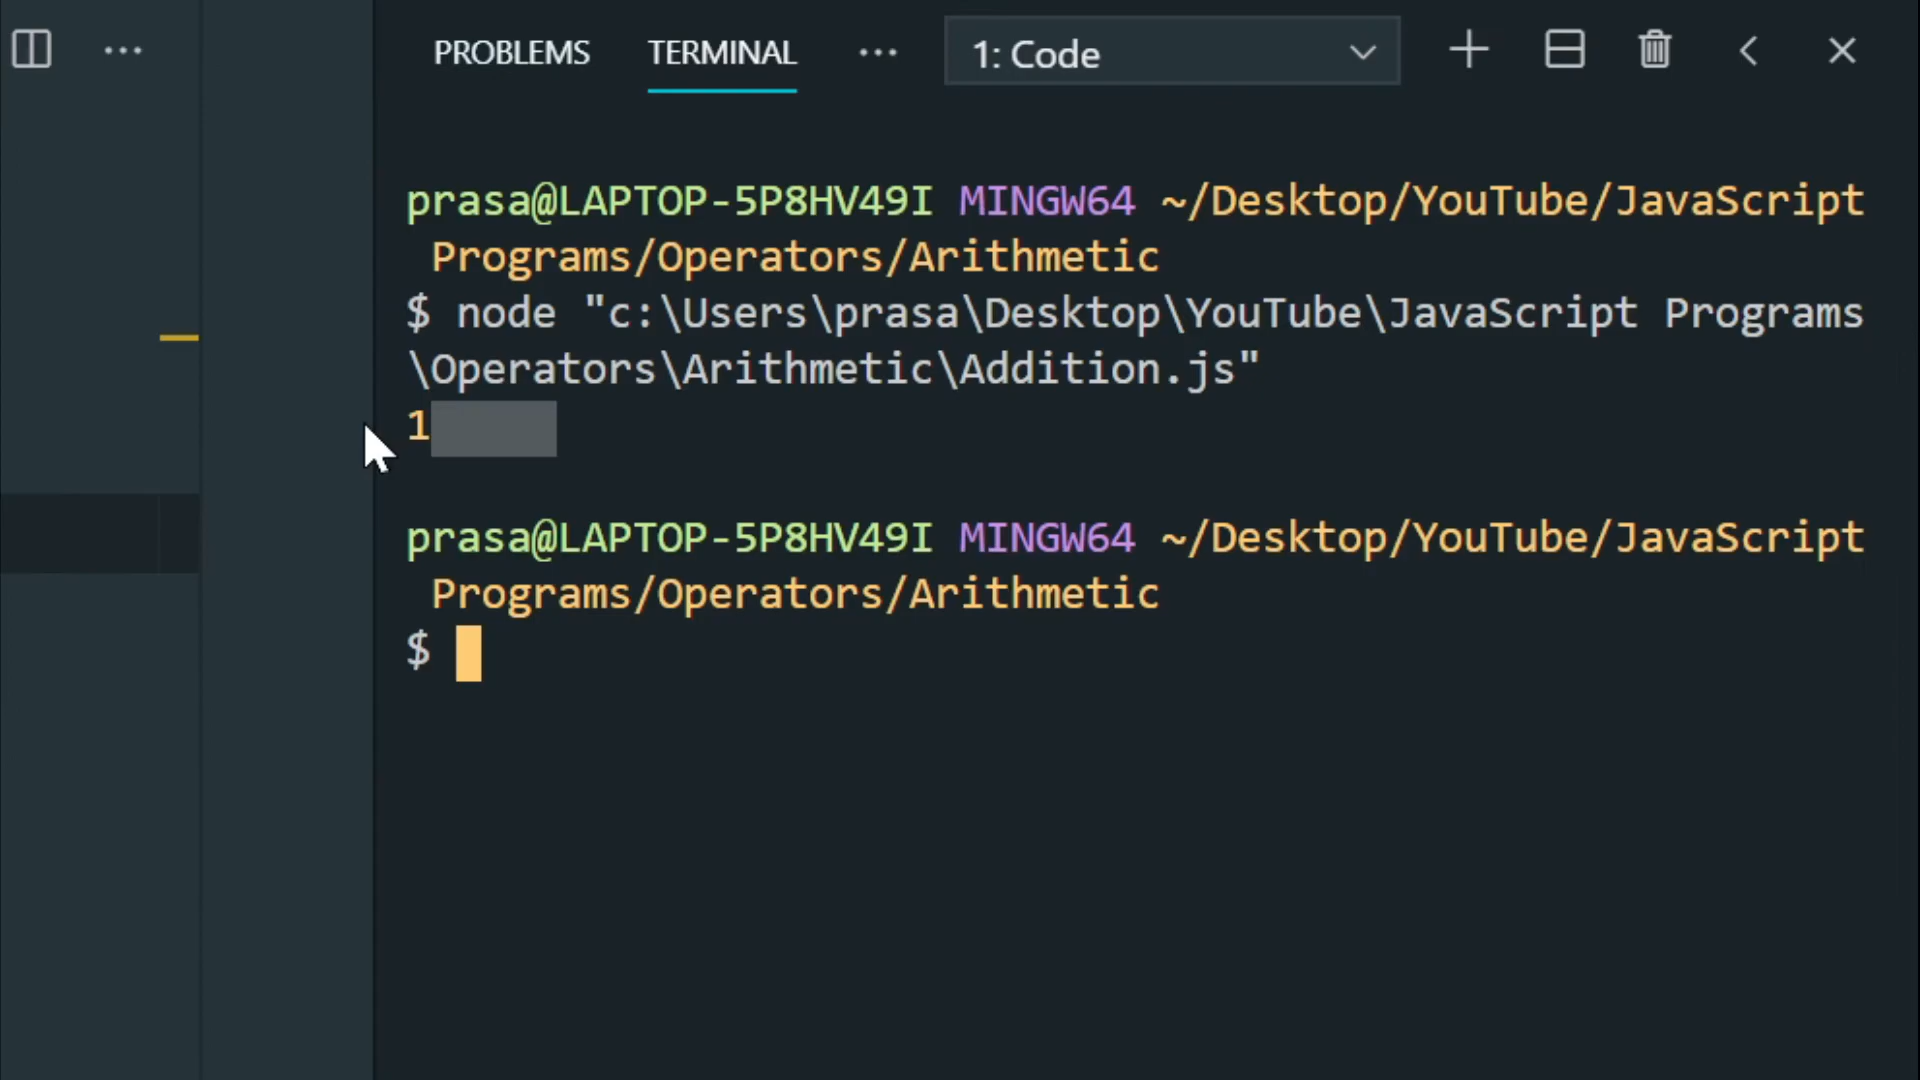 PROBLEMS TERMINAL ··· 1: Code
prasa@LAPTOP-5P8HV49I MINGW64 ~/Desktop/YouTube/JavaScript
Programs/Operators/Arithmetic
$ node "c:\Users\prasa\Desktop\YouTube\JavaScript Programs
\Operators\Arithmetic\Addition.js"
1
prasa@LAPTOP-5P8HV49I MINGW64 ~/Desktop/YouTube/JavaScript
Programs/Operators/Arithmetic
$